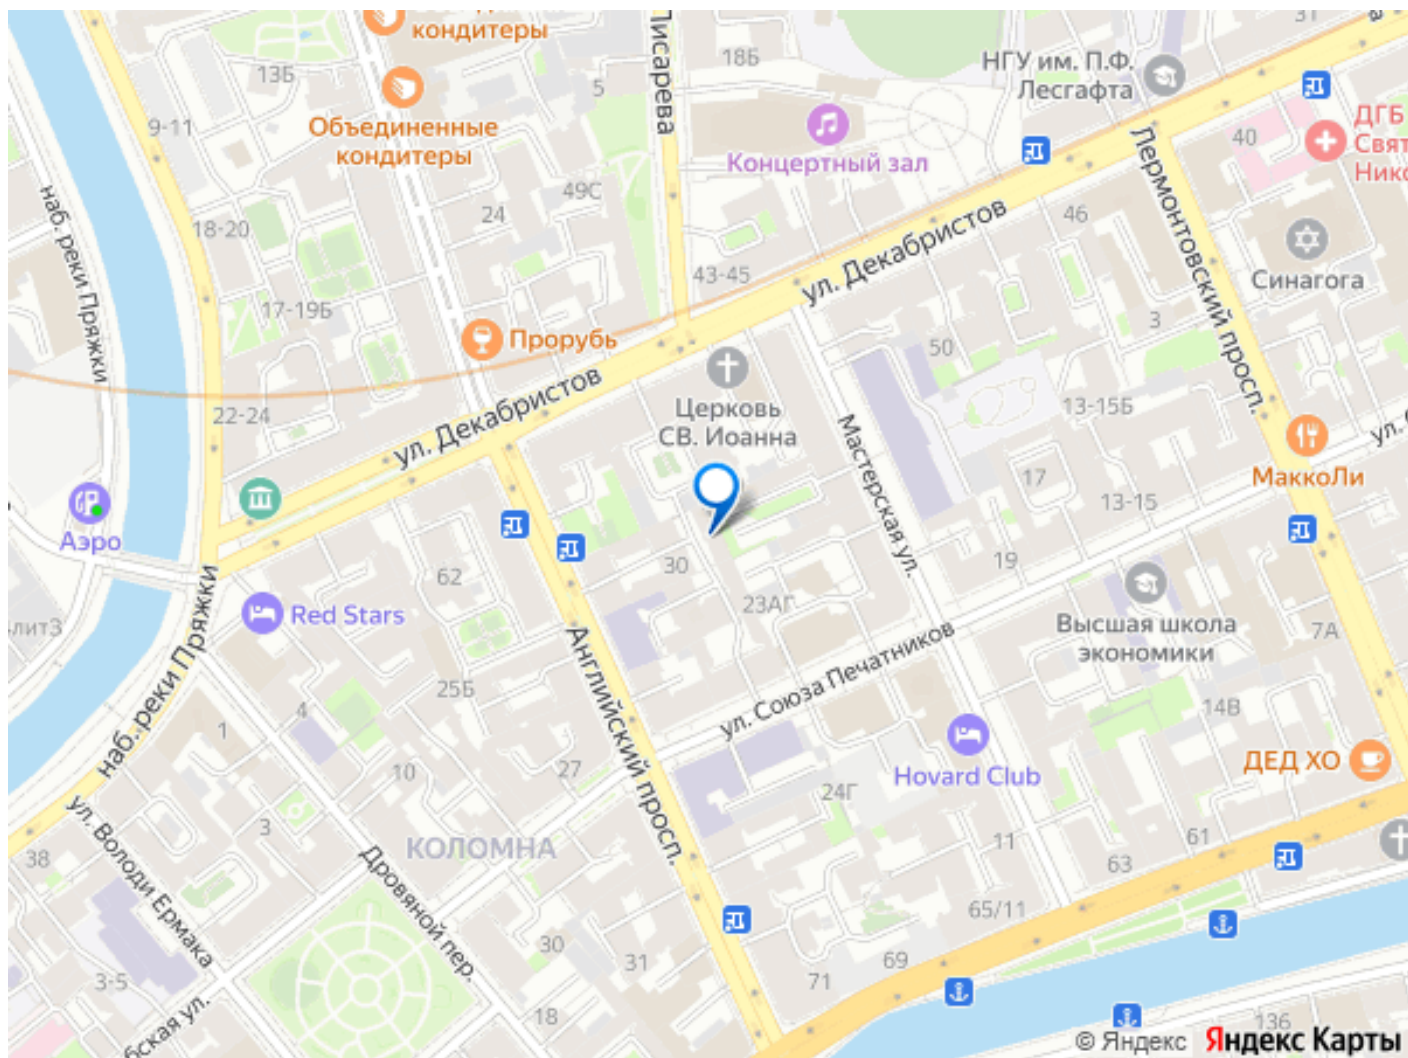 кондитеры
13Б
5
Писарева
18Б
НГУ им. П.Ф.
Лесгафта
31
ДГБ
Свят
Нико
40
9-11
Объединенные
кондитеры
Концертный зал
Лермонтовский просп.
наб. реки Пряжки
49С
24
46
18-20
43-45
ул. Декабристов
Синагога
17-19Б
Прорубь
3
50
22-24
ул. Декабристов
Церковь
СВ. Иоанна
13-15Б
Мастерская ул.
МаккоЛи
17
13-15
Аэро
30
62
19
23АГ
Red Stars
Высшая школа
экономики
7А
лит3
наб. реки Пряжки
Английский просп.
ул. Союза Печатников
25Б
4
1
14В
10
27
Hovard Club
ДЕД ХО
24Г
ул. Володи Ермака
3
КОЛОМНА
11
61
63
38
Дровяной пер.
65/11
30
31
69
71
3-5
18
бская ул.
136
© Яндекс Яндекс Карты